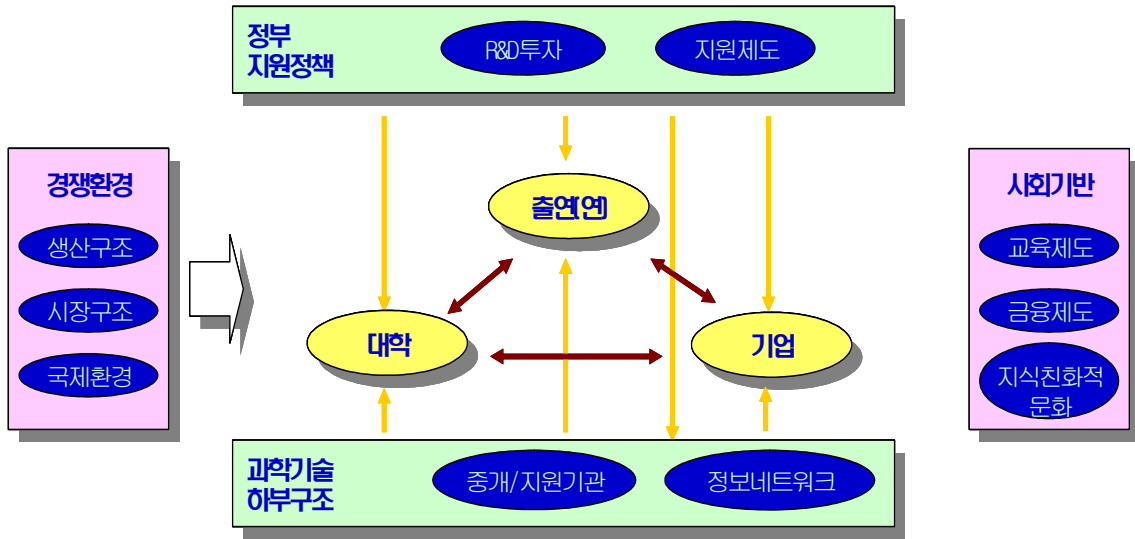 정부
지원정책
R&D투자
지원제도
경쟁환경
생산구조
시장구조
국제환경
출연(연)
대학
기업
사회기반
교육제도
금융제도
지식친화적
문화
과학기술
하부구조
중개/지원기관
정보네트워크